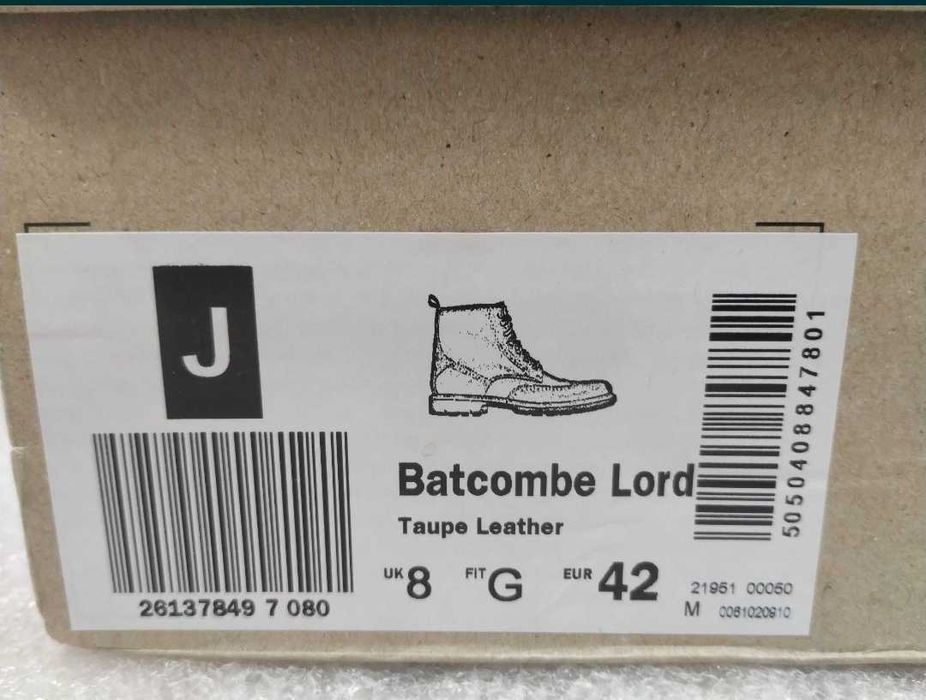 J
26137849 7 080
Batcombe Lord
Taupe Leather
UK 8 FIT G EUR 42
21951 00050
M 0061020910
5050408847801